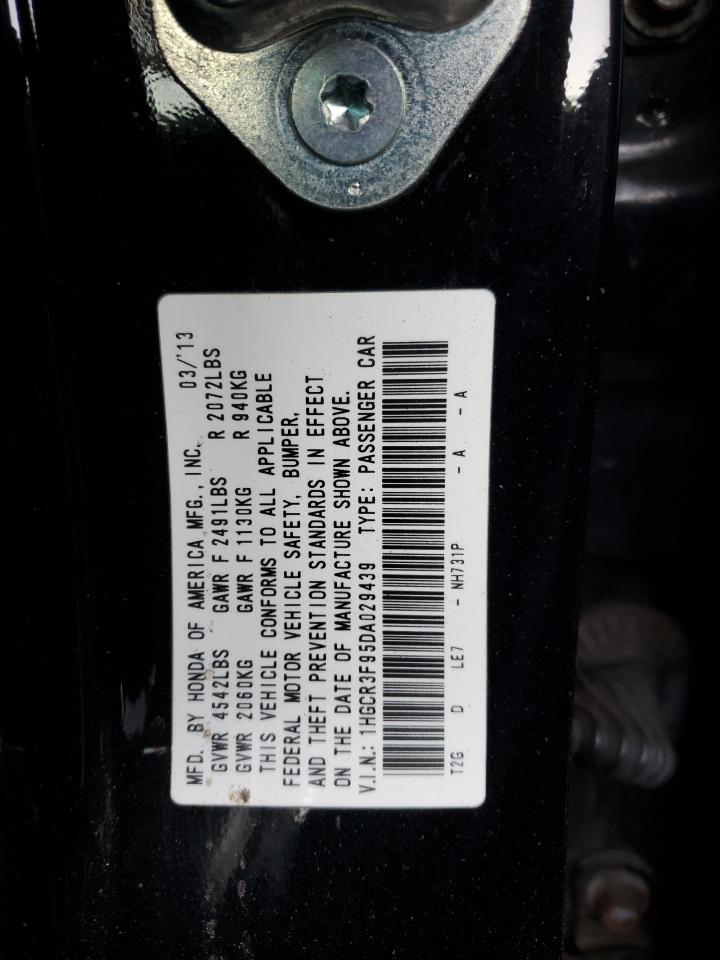 MFD. BY HONDA OF AMERICA MFG., INC. 03/'13
GVWR 4542LBS GAWR F 2491LBS R 2072LBS
GVWR 2060KG GAWR F 1130KG R 940KG
THIS VEHICLE CONFORMS TO ALL APPLICABLE
FEDERAL MOTOR VEHICLE SAFETY, BUMPER,
AND THEFT PREVENTION STANDARDS IN EFFECT
ON THE DATE OF MANUFACTURE SHOWN ABOVE.
V.I.N.: 1HGCR3F95DA029439 TYPE: PASSENGER CAR
T2G D LE7 - NH731P - A - A